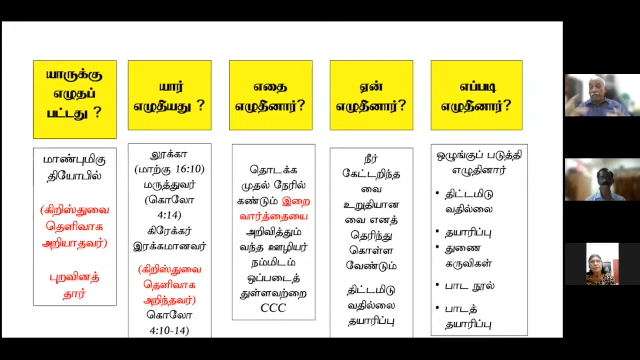 யாருக்கு
எழுதப்
பட்டது ?
மாண்புமிகு
தியோபில்
(கிறிஸ்துவை
தெளிவாக
அறியாதவர்)
புறவினத்
தார்
யார்
எழுதியது ?
லூக்கா
(மாற்கு 16:10)
மருத்துவர்
(கொலோ
4:14)
கிரேக்கர்
இரக்கமானவர்
(கிறிஸ்துவை
தெளிவாக
அறிந்தவர்)
கொலோ
4:10-14)
எதை
எழுதினார்?
தொடக்க
முதல் நேரில்
கண்டும் இறை
வார்த்தையை
அறிவித்தும்
வந்த ஊழியர்
நம்மிடம்
ஒப்படைத்
துள்ளவற்றை
CCC
ஏன்
எழுதினார்?
நீர்
கேட்டறிந்த
வை
உறுதியான
வை எனத்
தெரிந்து
கொள்ள
வேண்டும்
திட்டமிடு
வதில்லை
தயாரிப்பு
எப்படி
எழுதினார்?
ஒழுங்குப் படுத்தி
எழுதினார்
• திட்டமிடு
வதில்லை
• தயாரிப்பு
• துணை
கருவிகள்
• பாட நூல்
• பாடத்
தயாரிப்பு